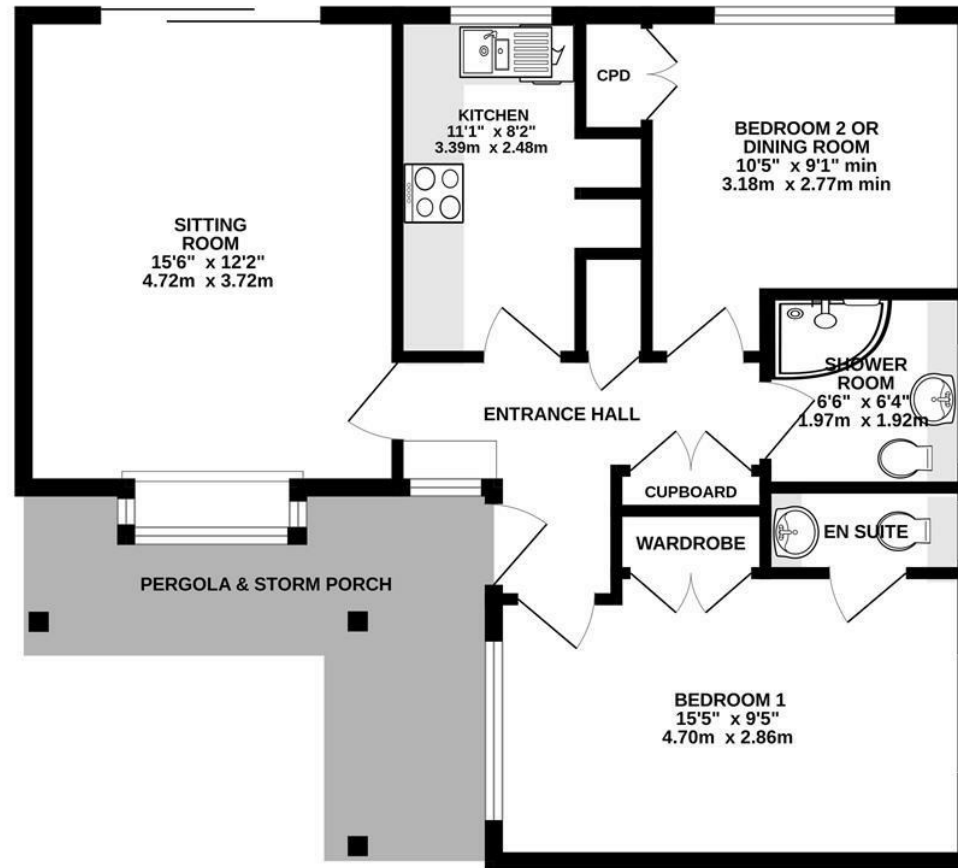 KITCHEN
11'1" x 8'2"
3.39m x 2.48m
CPD
BEDROOM 2 OR
DINING ROOM
10'5" x 9'1" min
3.18m x 2.77m min
SITTING
ROOM
15'6" x 12'2"
4.72m x 3.72m
SHOWER
ROOM
6'6" x 6'4"
1.97m x 1.92m
ENTRANCE HALL
CUPBOARD
WARDROBE
EN SUITE
PERGOLA & STORM PORCH
BEDROOM 1
15'5" x 9'5"
4.70m x 2.86m